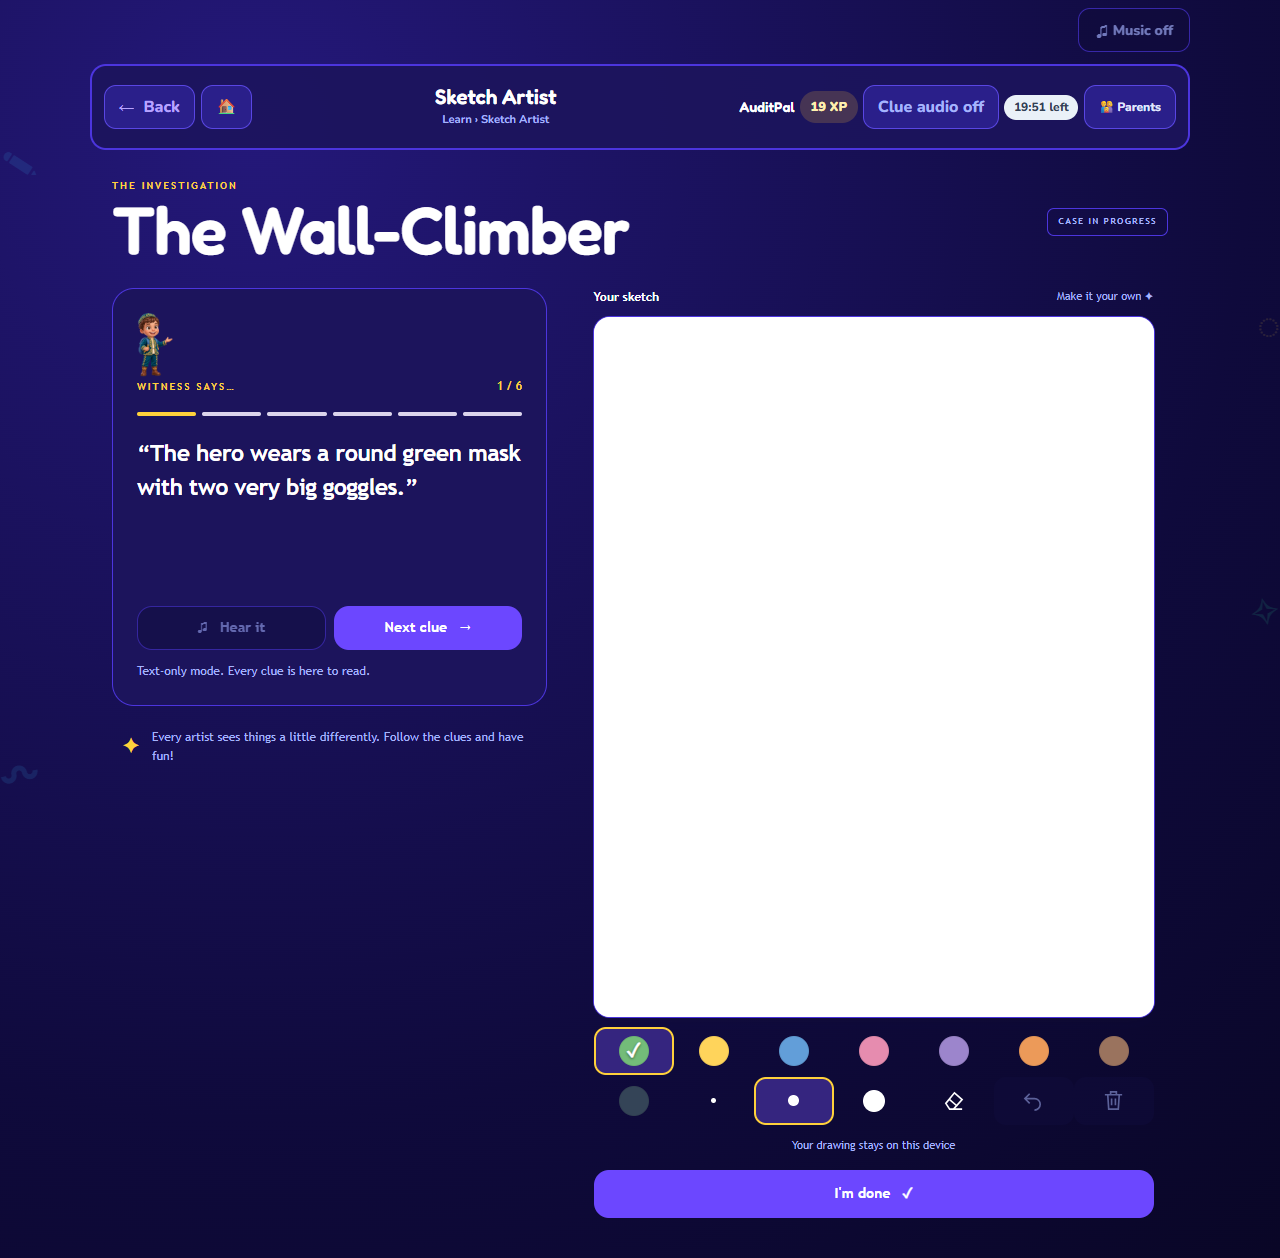 Music off
← Back
Sketch Artist
Learn › Sketch Artist
AuditPal
19 XP
Clue audio off
19:51 left
Parents
THE INVESTIGATION
The Wall-Climber
CASE IN PROGRESS
WITNESS SAYS…
1 / 6
“The hero wears a round green mask
with two very big goggles.”
Hear it
Next clue →
Text-only mode. Every clue is here to read.
Every artist sees things a little differently. Follow the clues and have
fun!
Your sketch
Make it your own ✦
Your drawing stays on this device
I'm done ✓